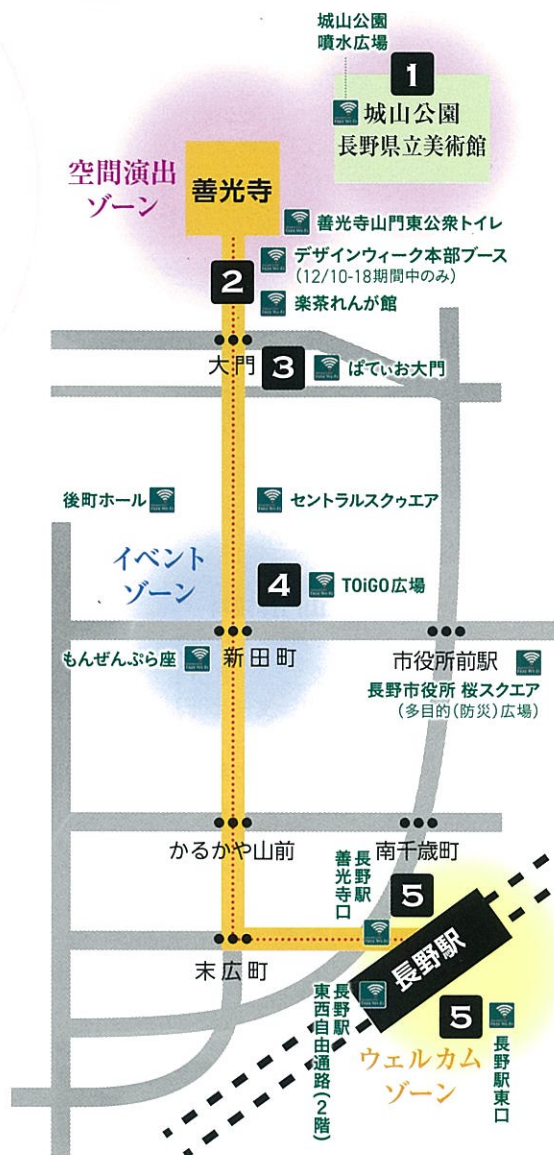 城山公園
噴水広場
1
城山公園
長野県立美術館
空間演出
ゾーン
善光寺
善光寺山門東公衆トイレ
2
デザインウィーク本部ブース
(12/10-18期間中のみ)
楽茶れんが館
大門
3
ぱてぃお大門
後町ホール
セントラルスクゥエア
イベント
ゾーン
4
TOiGO広場
もんぜんぷら座
新田町
市役所前駅
長野市役所 桜スクエア
(多目的(防災)広場)
かるかや山前
南千歳町
長野駅
善光寺口
5
末広町
長野駅
長野駅
東西自由通路(2階)
5
長野駅東口
ウェルカム
ゾーン